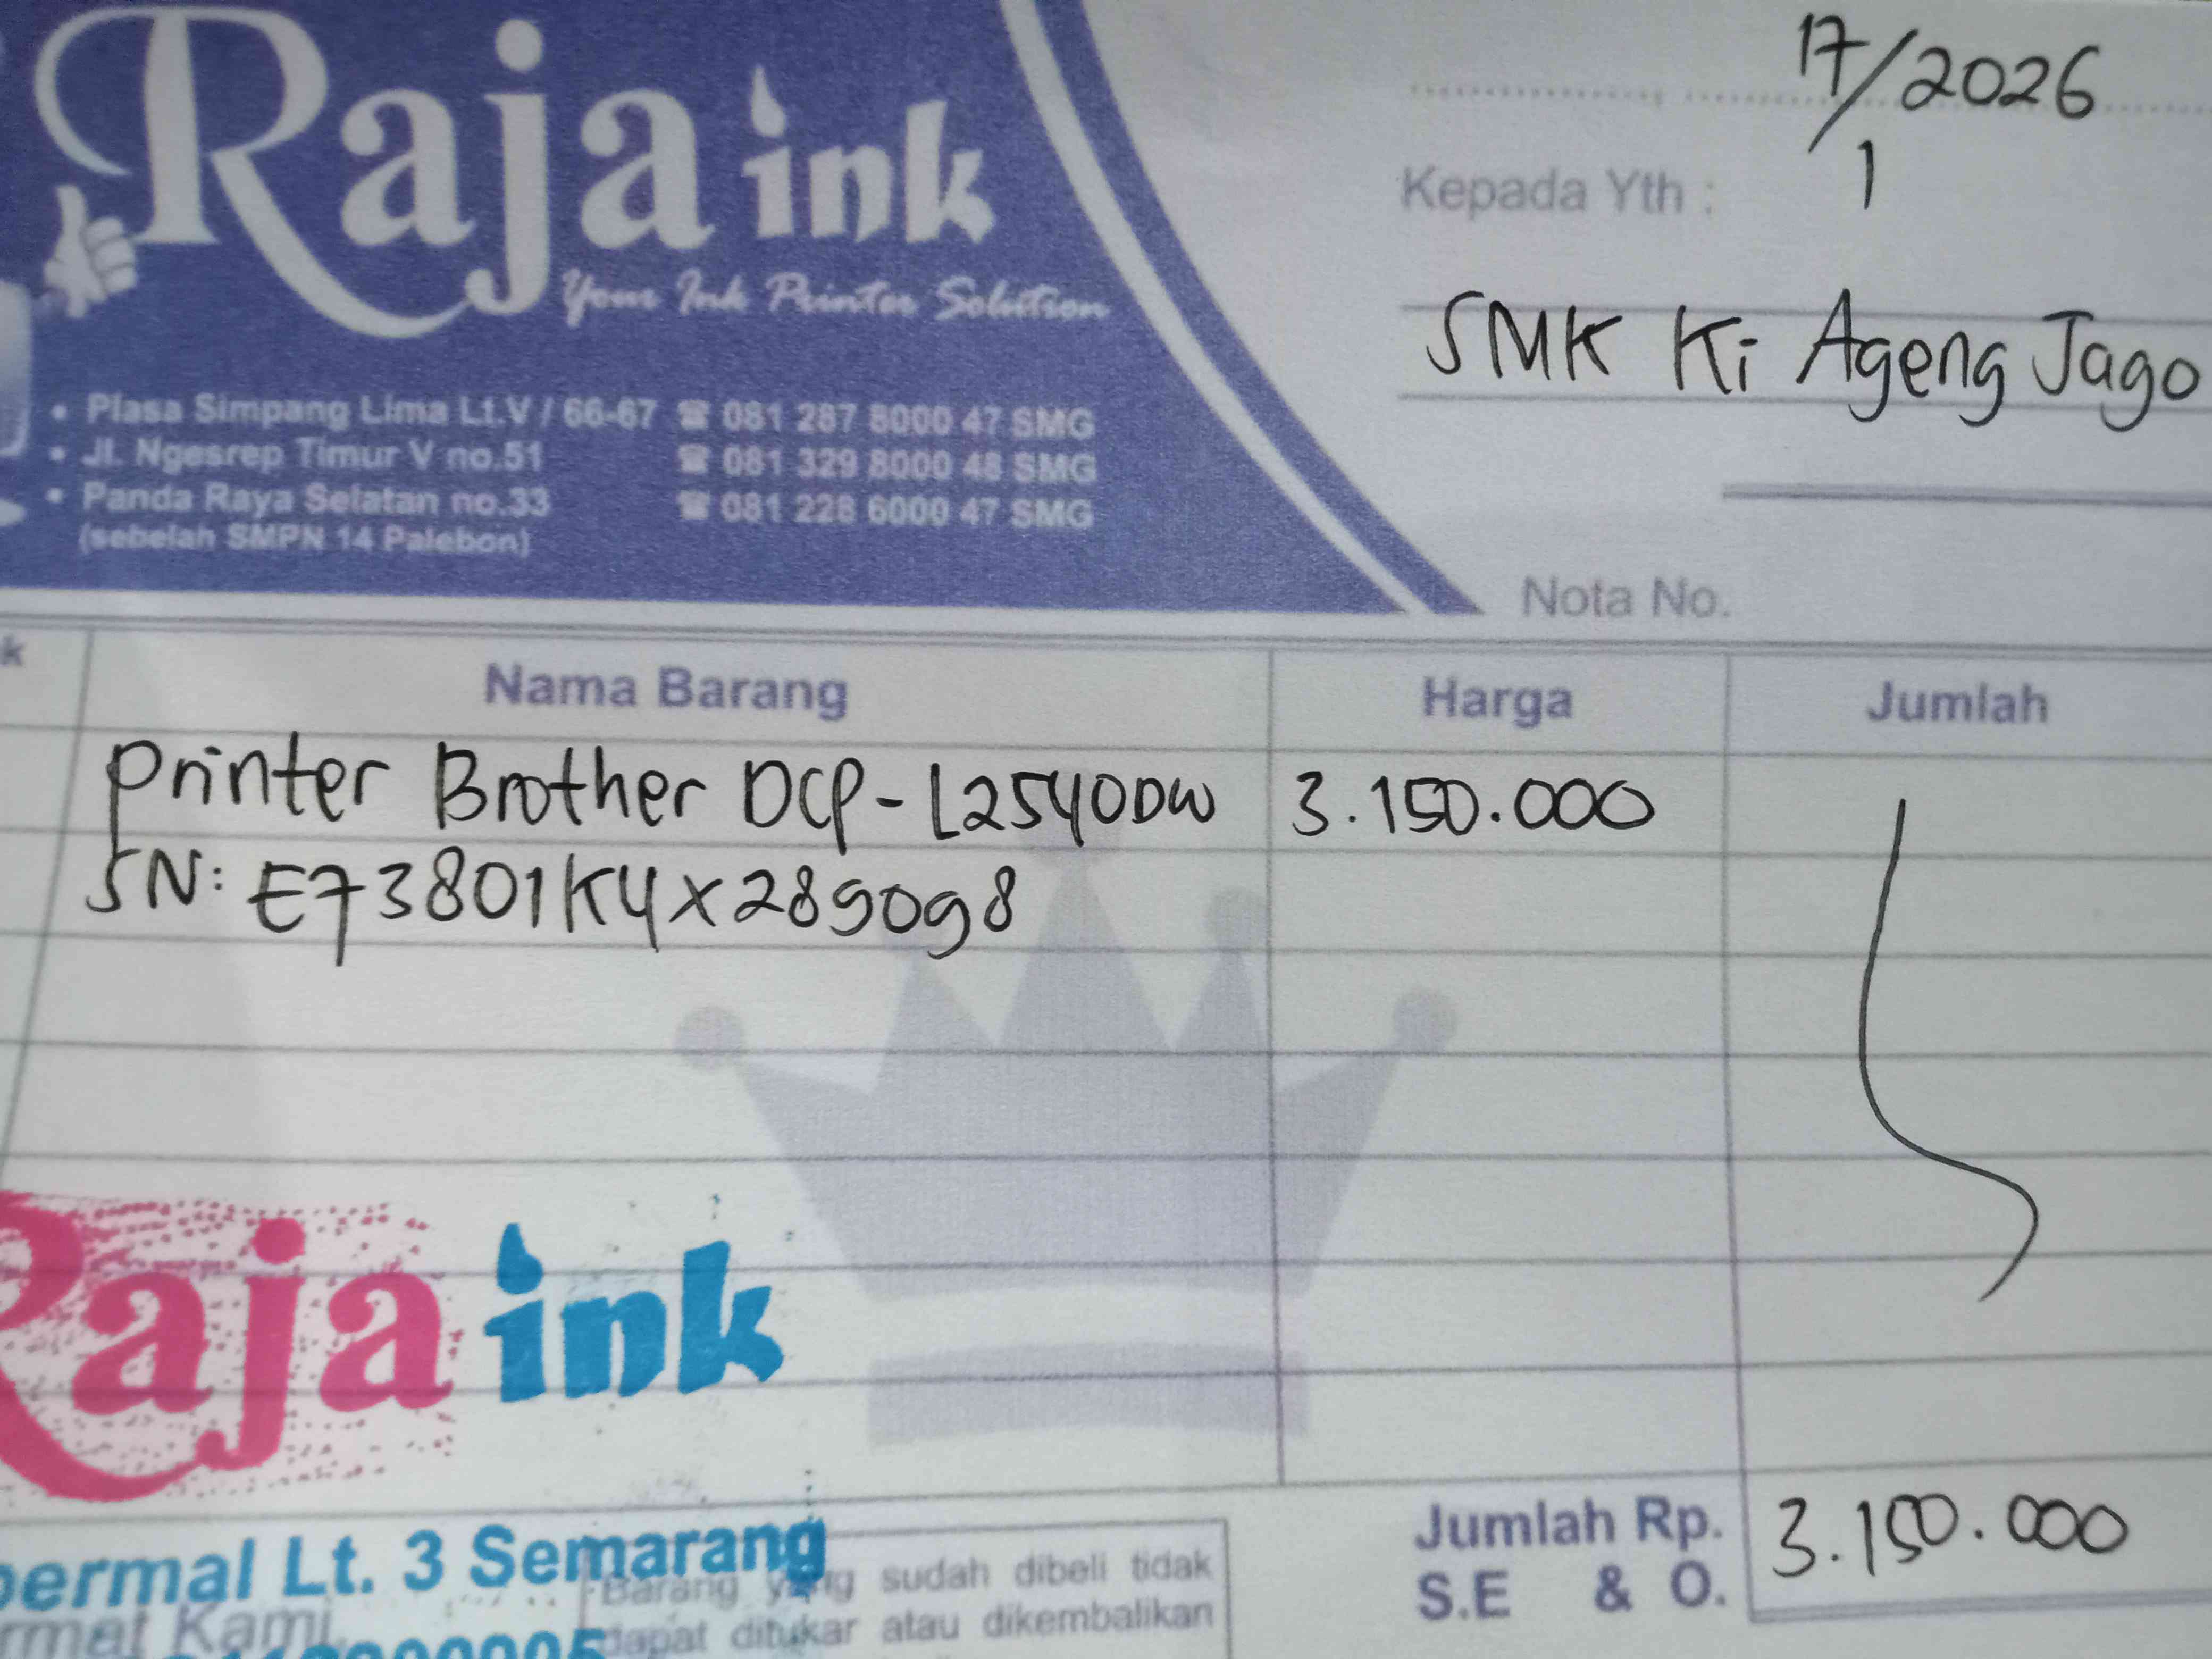 Raja ink
Your Ink Printer Solution
• Plasa Simpang Lima Lt.V / 66-67 ☎ 081 287 8000 47 SMG
• Jl. Ngesrep Timur V no.51 ☎ 081 329 8000 48 SMG
• Panda Raya Selatan no.33 ☎ 081 228 6000 47 SMG
(sebelah SMPN 14 Palebon)
17/1/2026
Kepada Yth :
SMK Ki Ageng Jago
Nota No.
k Nama Barang Harga Jumlah
Printer Brother DCP-L2540DW 3.150.000
SN: E73801K4X289098
Raja ink
permal Lt. 3 Semarang
rmat Kami,
Barang yang sudah dibeli tidak
dapat ditukar atau dikembalikan
Jumlah Rp. 3.150.000
S.E & O.